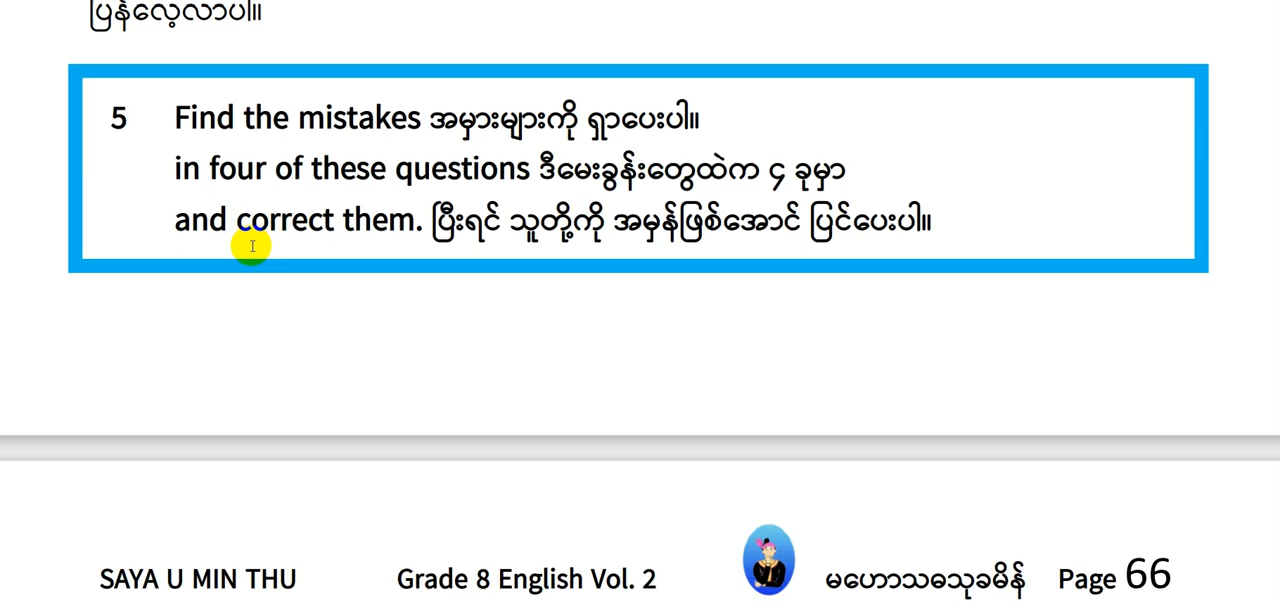 ပြန်လေ့လာပါ။
5 Find the mistakes အမှားများကို ရှာပေးပါ။
in four of these questions ဒီမေးခွန်းတွေထဲက ၄ ခုမှာ
and correct them. ပြီးရင် သူတို့ကို အမှန်ဖြစ်အောင် ပြင်ပေးပါ။
SAYA U MIN THU Grade 8 English Vol. 2 မဟောသဓသုခမိန် Page 66